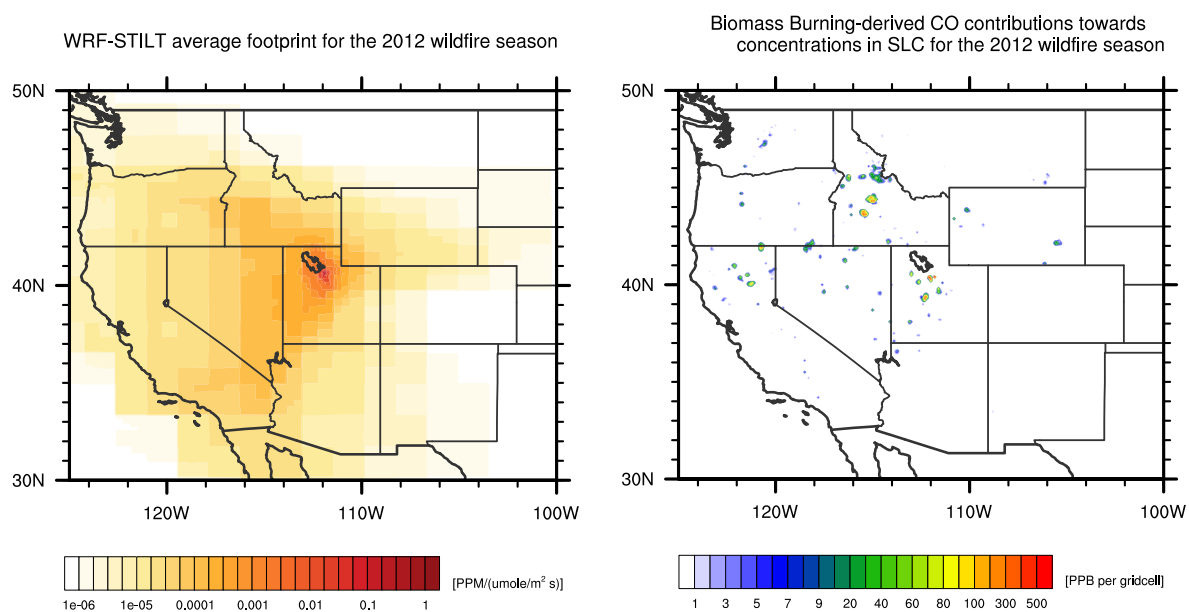 WRF-STILT average footprint for the 2012 wildfire season
50N
40N
30N
120W 110W 100W
1e-06 1e-05 0.0001 0.001 0.01 0.1 1
[PPM/(umole/m² s)]
Biomass Burning-derived CO contributions towards
concentrations in SLC for the 2012 wildfire season
50N
40N
30N
120W 110W 100W
1 3 5 7 9 20 40 60 80 100 300 500
[PPB per gridcell]